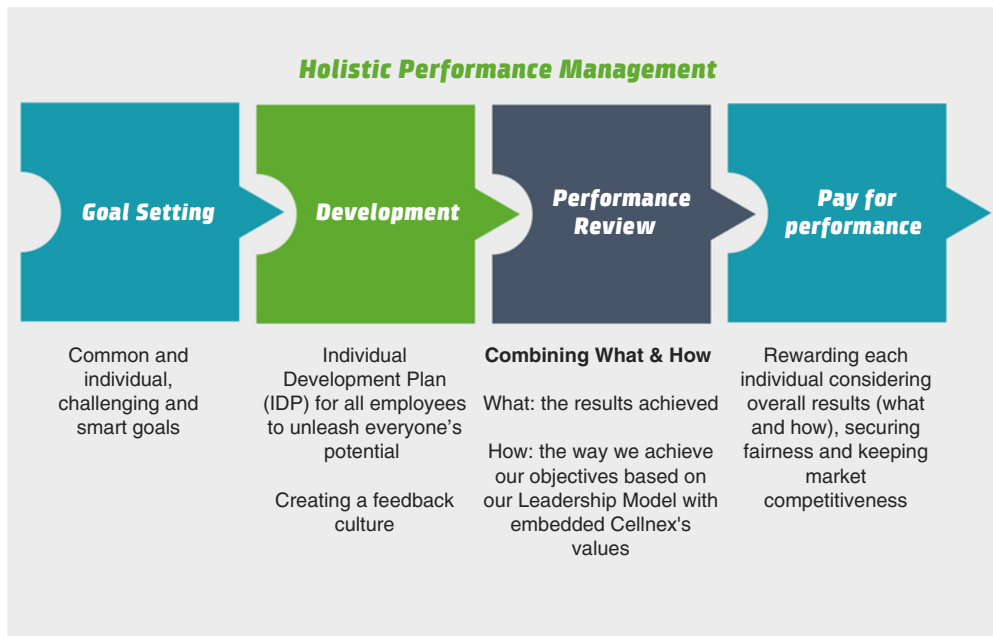 Holistic Performance Management
Goal Setting
Development
Performance
Review
Pay for
performance
Common and
individual,
challenging and
smart goals
Individual
Development Plan
(IDP) for all employees
to unleash everyone's
potential
Creating a feedback
culture
Combining What & How
What: the results achieved
How: the way we achieve
our objectives based on
our Leadership Model with
embedded Cellnex's
values
Rewarding each
individual considering
overall results (what
and how), securing
fairness and keeping
market
competitiveness